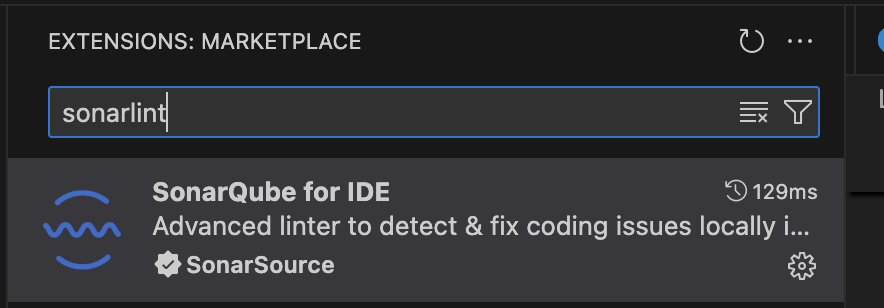 EXTENSIONS: MARKETPLACE
sonarlint
SonarQube for IDE 129ms
Advanced linter to detect & fix coding issues locally i...
SonarSource